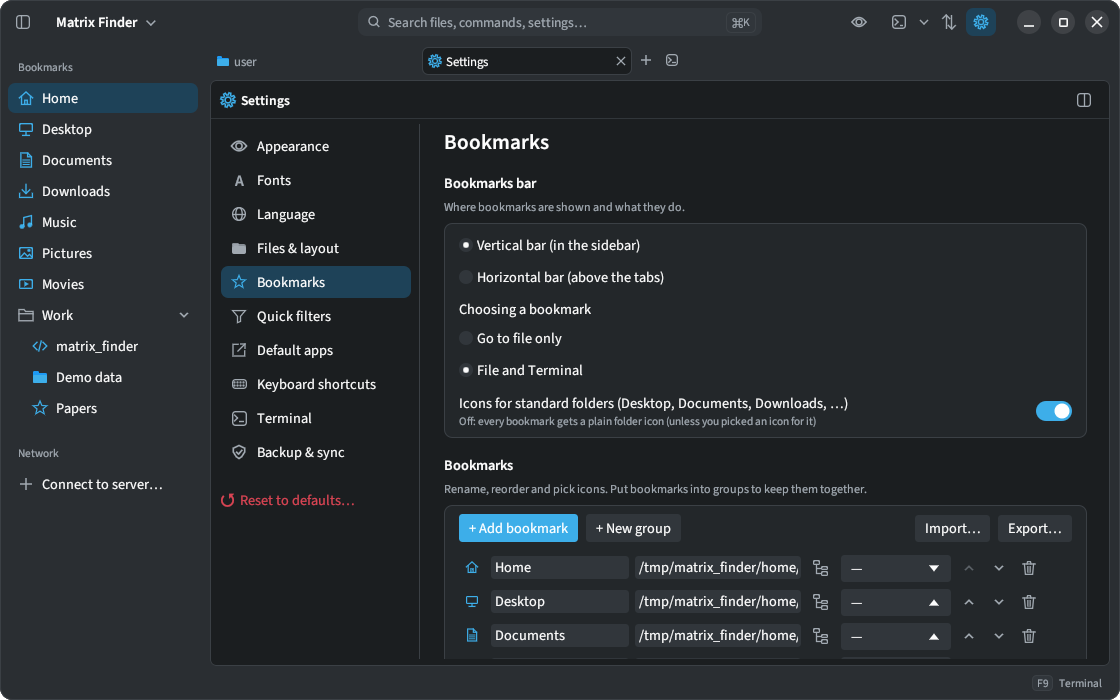 Matrix Finder
Search files, commands, settings…
⌘K
Bookmarks
Home
Desktop
Documents
Downloads
Music
Pictures
Movies
Work
matrix_finder
Demo data
Papers
Network
Connect to server…
user
Settings
Settings
Appearance
Fonts
Language
Files & layout
Bookmarks
Quick filters
Default apps
Keyboard shortcuts
Terminal
Backup & sync
Reset to defaults…
Bookmarks
Bookmarks bar
Where bookmarks are shown and what they do.
Vertical bar (in the sidebar)
Horizontal bar (above the tabs)
Choosing a bookmark
Go to file only
File and Terminal
Icons for standard folders (Desktop, Documents, Downloads, …)
Off: every bookmark gets a plain folder icon (unless you picked an icon for it)
Bookmarks
Rename, reorder and pick icons. Put bookmarks into groups to keep them together.
+ Add bookmark
+ New group
Import…
Export…
Home /tmp/matrix_finder/home, —
Desktop /tmp/matrix_finder/home, —
Documents /tmp/matrix_finder/home, —
F9 Terminal